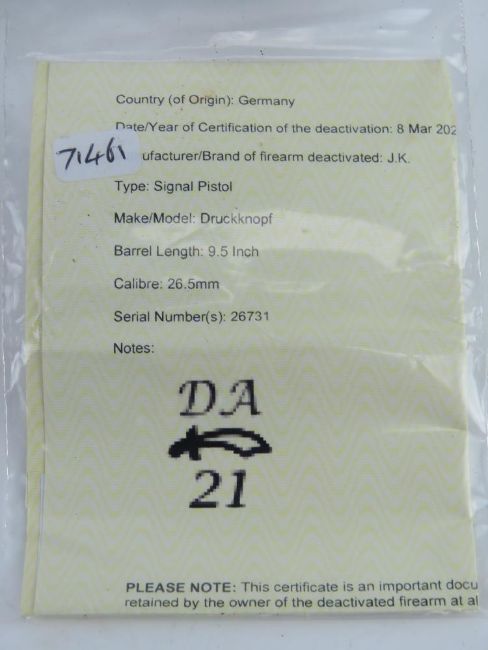 Country (of Origin): Germany
Date/Year of Certification of the deactivation: 8 Mar 202
71461
ufacturer/Brand of firearm deactivated: J.K.
Type: Signal Pistol
Make/Model: Druckknopf
Barrel Length: 9.5 Inch
Calibre: 26.5mm
Serial Number(s): 26731
Notes:
DA
21
PLEASE NOTE: This certificate is an important docu
retained by the owner of the deactivated firearm at al